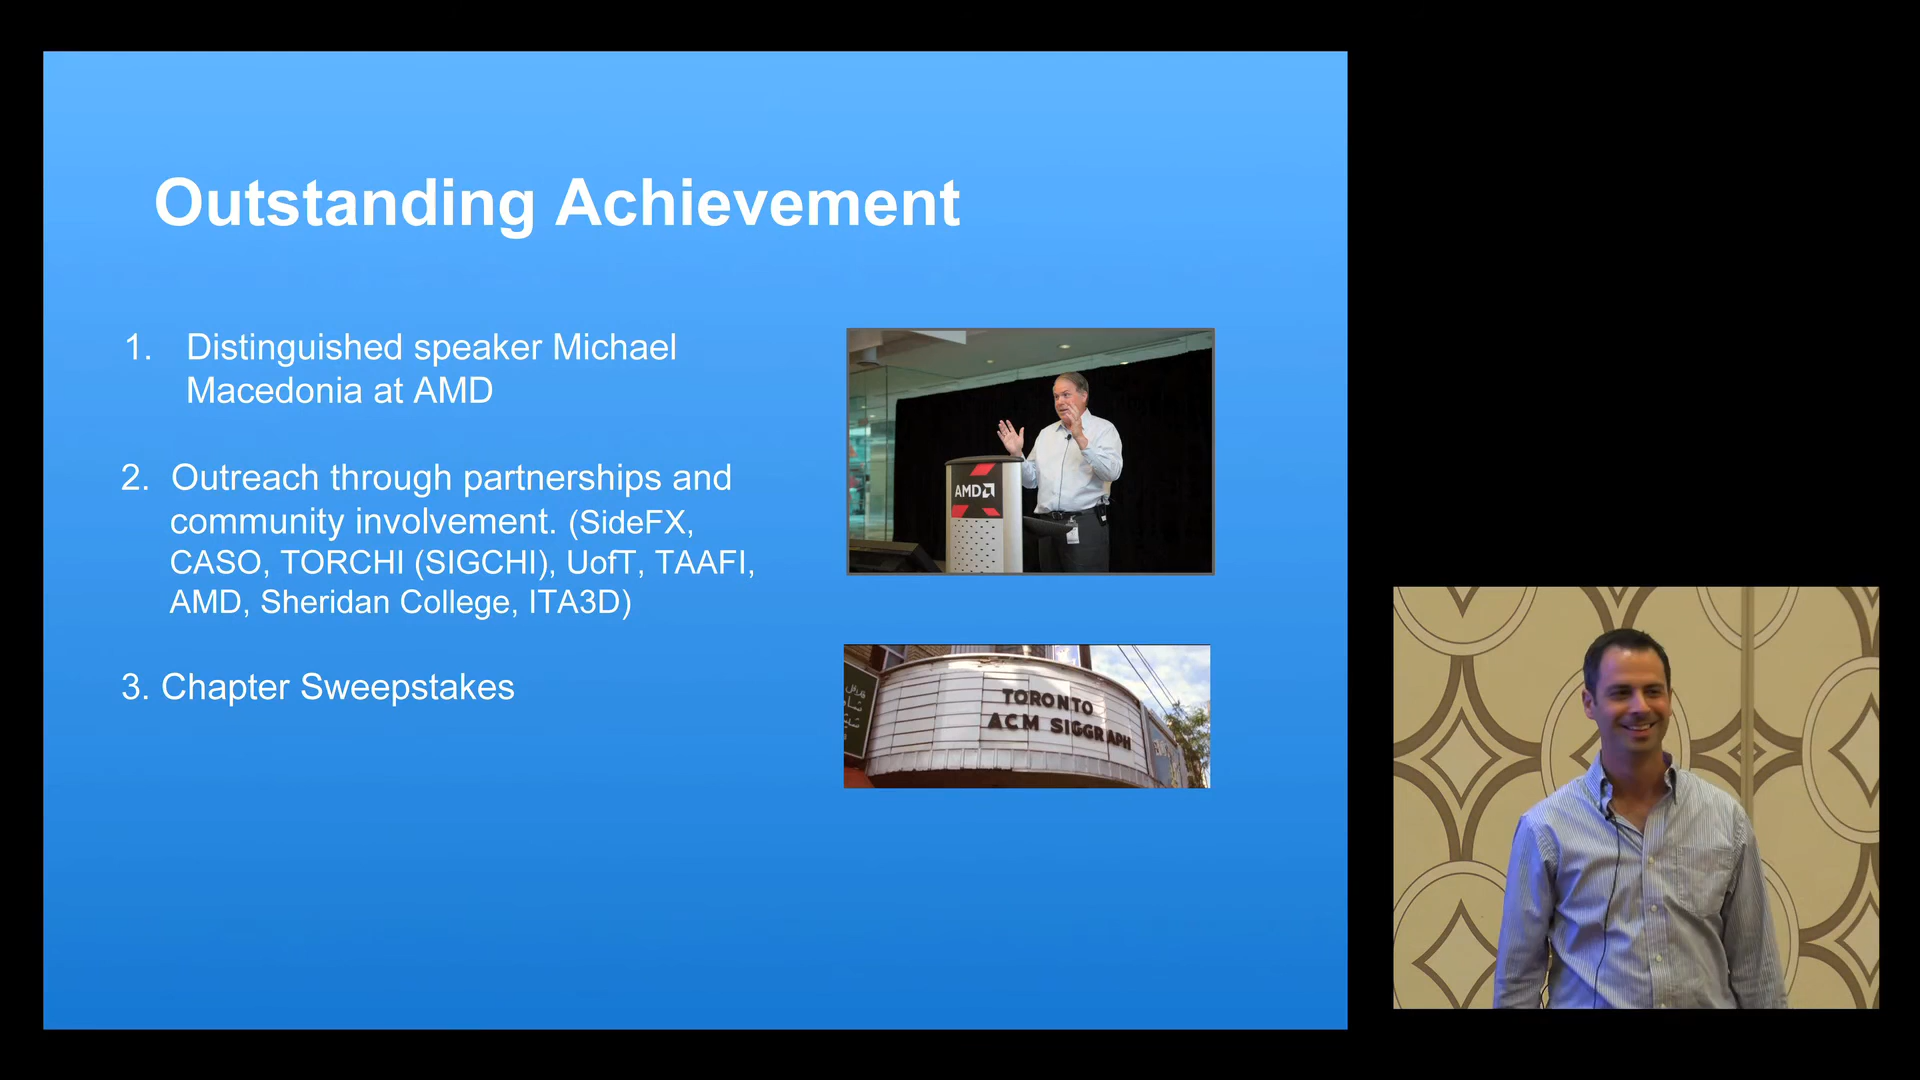 Outstanding Achievement
1. Distinguished speaker Michael
Macedonia at AMD
2. Outreach through partnerships and
community involvement. (SideFX,
CASO, TORCHI (SIGCHI), UofT, TAAFI,
AMD, Sheridan College, ITA3D)
3. Chapter Sweepstakes
AMD
TORONTO
ACM SIGGRAPH